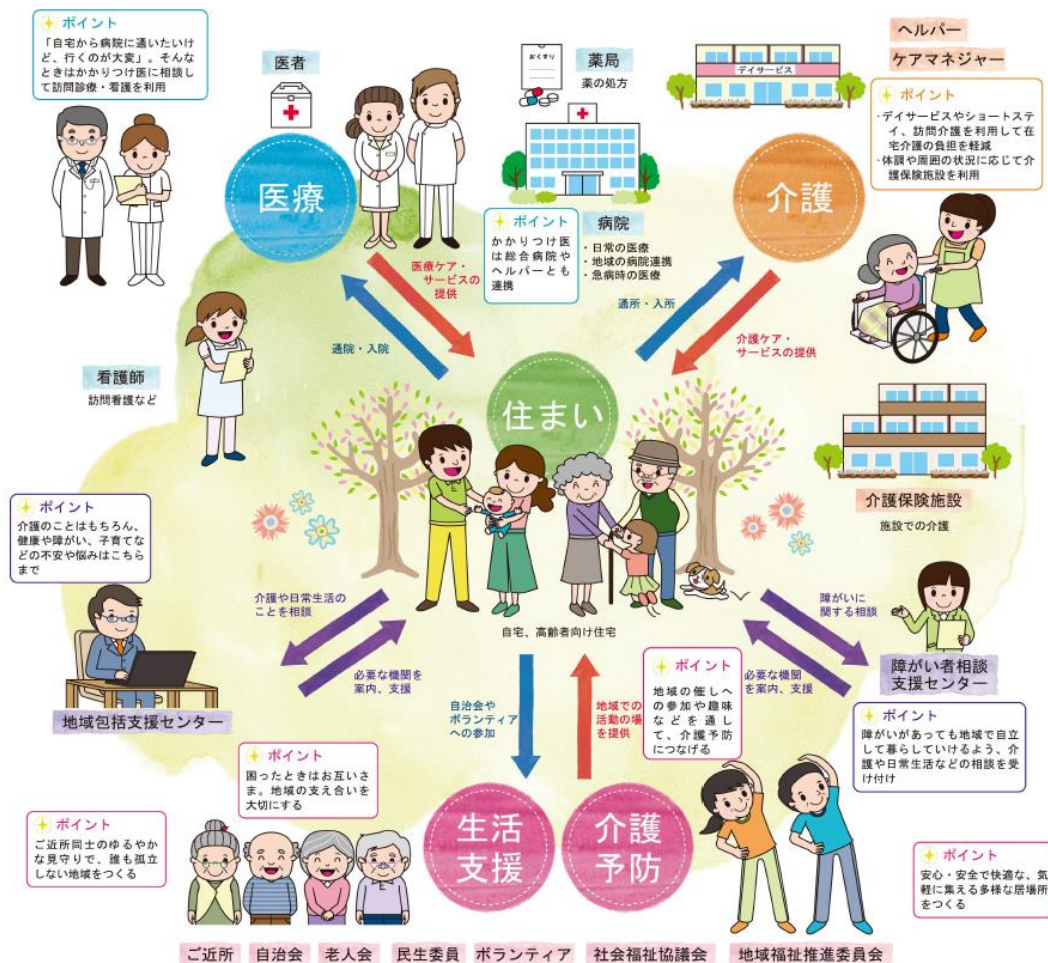 ポイント
「自宅から病院に通いたいけ
ど、行くのが大変」。そんな
ときはかかりつけ医に相談し
て訪問診療・看護を利用
医者
おくすり
薬局
薬の処方
デイサービス
ヘルパー
ケアマネジャー
ポイント
・デイサービスやショートステ
イ、訪問介護を利用して在
宅介護の負担を軽減
・体調や周囲の状況に応じて介
護保険施設を利用
医療
介護
ポイント
かかりつけ医
は総合病院や
ヘルパーとも
連携
病院
・日常の医療
・地域の病院連携
・急病時の医療
医療ケア・
サービスの
提供
通院・入院
通所・入所
介護ケア・
サービスの提供
看護師
訪問看護など
住まい
介護保険施設
施設での介護
ポイント
介護のことはもちろん、
健康や障がい、子育てな
どの不安や悩みはこちら
まで
介護や日常生活の
ことを相談
必要な機関を
案内、支援
地域包括支援センター
自宅、高齢者向け住宅
障がいに
関する相談
必要な機関
を案内、支援
障がい者相談
支援センター
ポイント
障がいがあっても地域で自立
して暮らしていけるよう、介
護や日常生活などの相談を受
け付け
自治会や
ボランティア
への参加
地域での
活動の場
を提供
ポイント
地域の催しへ
の参加や趣味
などを通し
て、介護予防
につなげる
ポイント
困ったときはお互いさ
ま。地域の支え合いを
大切にする
ポイント
ご近所同士のゆるやか
な見守りで、誰も孤立
しない地域をつくる
生活
支援
介護
予防
ポイント
安心・安全で快適な、気
軽に集える多様な居場所
をつくる
ご近所
自治会
老人会
民生委員
ボランティア
社会福祉協議会
地域福祉推進委員会